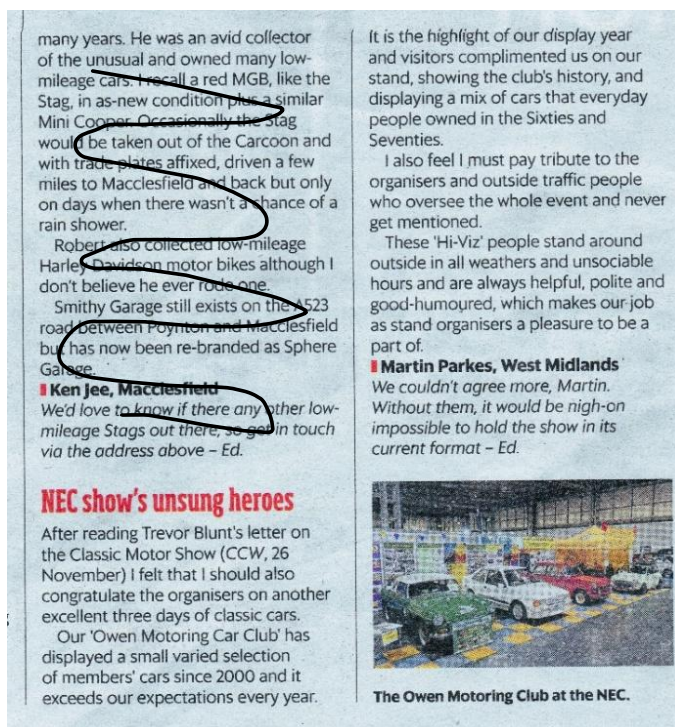 many years. He was an avid collector
of the unusual and owned many low-
mileage cars. I recall a red MGB, like the
Stag, in as-new condition plus a similar
Mini Cooper. Occasionally the Stag
would be taken out of the Carcoon and
with trade plates affixed, driven a few
miles to Macclesfield and back but only
on days when there wasn't a chance of a
rain shower.
Robert also collected low-mileage
Harley Davidson motor bikes although I
don't believe he ever rode one.
Smithy Garage still exists on the A523
road between Poynton and Macclesfield
but has now been re-branded as Sphere
Garage.
Ken Jee, Macclesfield
We'd love to know if there any other low-
mileage Stags out there, so get in touch
via the address above – Ed.
NEC show's unsung heroes
After reading Trevor Blunt's letter on
the Classic Motor Show (CCW, 26
November) I felt that I should also
congratulate the organisers on another
excellent three days of classic cars.
Our 'Owen Motoring Car Club' has
displayed a small varied selection
of members' cars since 2000 and it
exceeds our expectations every year.
It is the highlight of our display year
and visitors complimented us on our
stand, showing the club's history, and
displaying a mix of cars that everyday
people owned in the Sixties and
Seventies.
I also feel I must pay tribute to the
organisers and outside traffic people
who oversee the whole event and never
get mentioned.
These 'Hi-Viz' people stand around
outside in all weathers and unsociable
hours and are always helpful, polite and
good-humoured, which makes our job
as stand organisers a pleasure to be a
part of.
Martin Parkes, West Midlands
We couldn't agree more, Martin.
Without them, it would be nigh-on
impossible to hold the show in its
current format – Ed.
The Owen Motoring Club at the NEC.